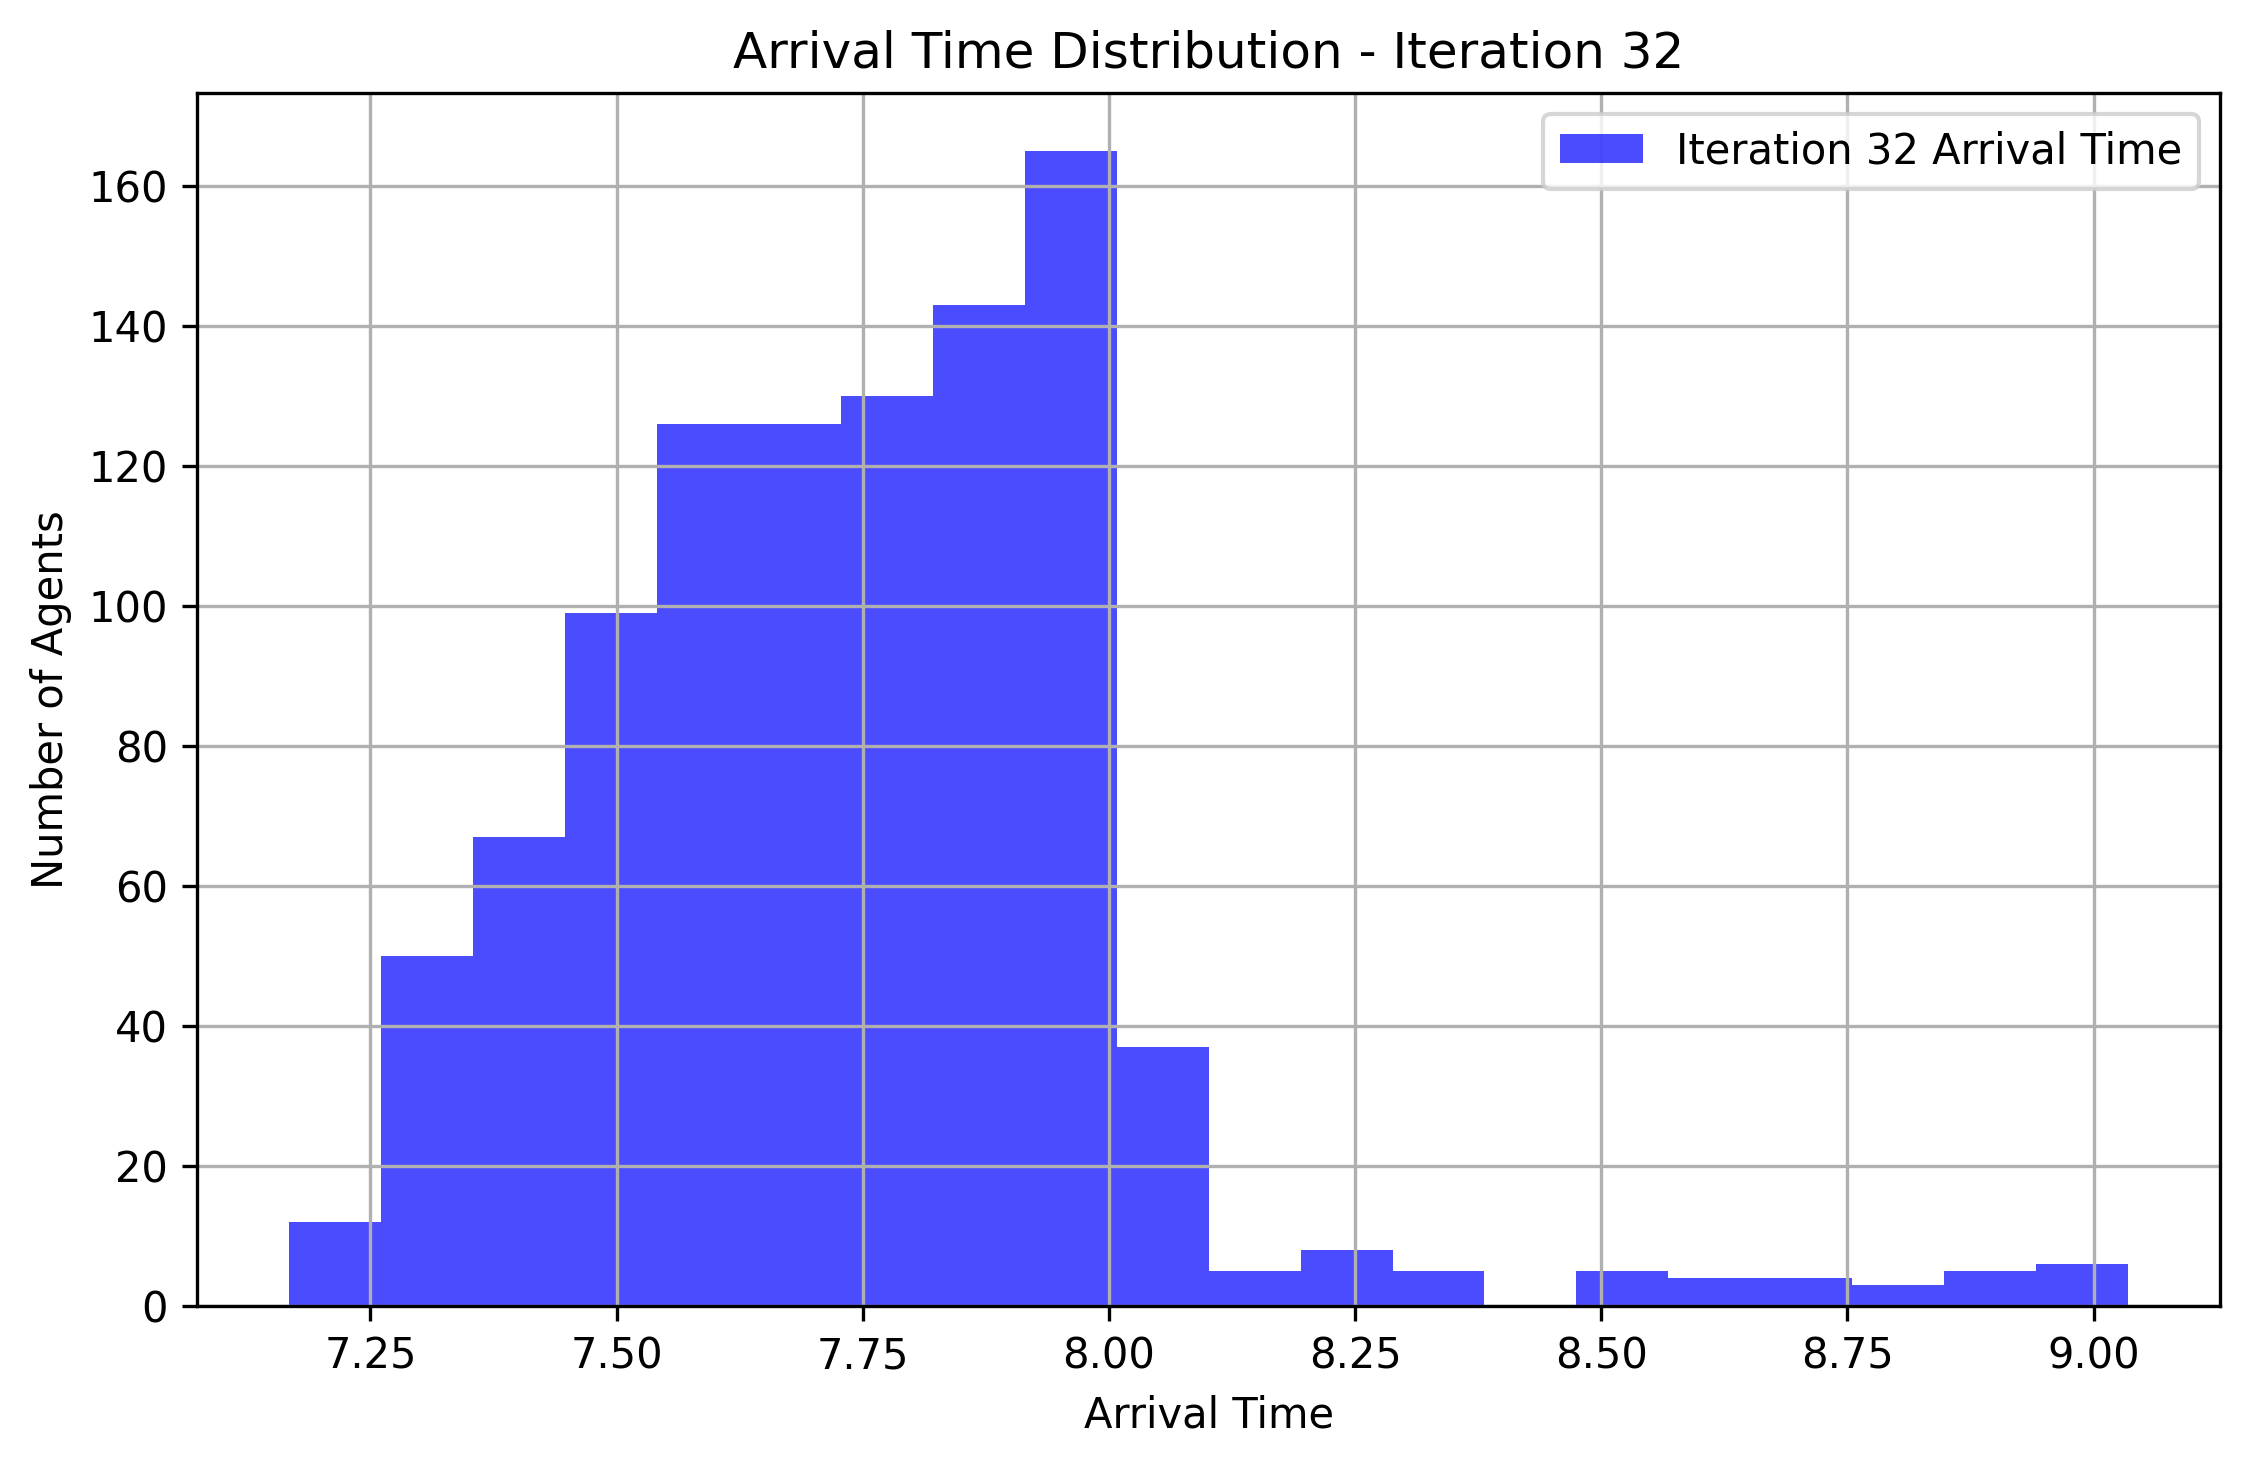 Arrival Time Distribution - Iteration 32
Iteration 32 Arrival Time
Number of Agents
160
140
120
100
80
60
40
20
0
7.25 7.50 7.75 8.00 8.25 8.50 8.75 9.00
Arrival Time